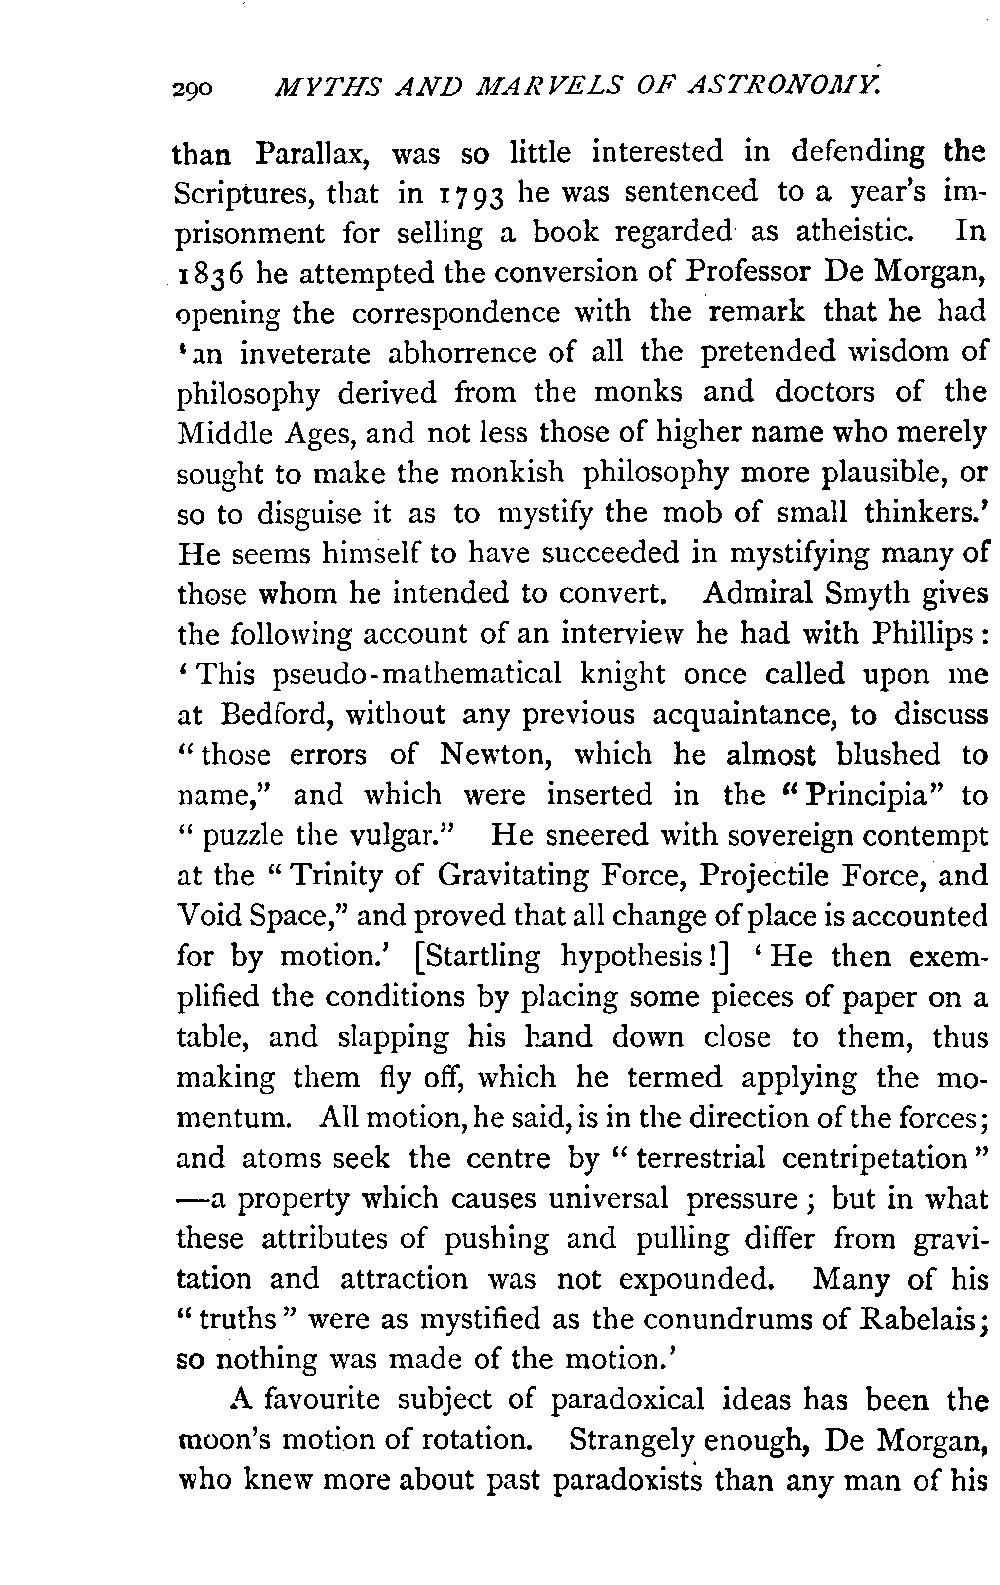 290 MYTHS AND MARVELS OF ASTRONOMY.
than Parallax, was so little interested in defending the
Scriptures, that in 1793 he was sentenced to a year's im-
prisonment for selling a book regarded as atheistic. In
1836 he attempted the conversion of Professor De Morgan,
opening the correspondence with the remark that he had
'an inveterate abhorrence of all the pretended wisdom of
philosophy derived from the monks and doctors of the
Middle Ages, and not less those of higher name who merely
sought to make the monkish philosophy more plausible, or
so to disguise it as to mystify the mob of small thinkers.'
He seems himself to have succeeded in mystifying many of
those whom he intended to convert. Admiral Smyth gives
the following account of an interview he had with Phillips :
'This pseudo-mathematical knight once called upon me
at Bedford, without any previous acquaintance, to discuss
"those errors of Newton, which he almost blushed to
name," and which were inserted in the "Principia" to
"puzzle the vulgar." He sneered with sovereign contempt
at the "Trinity of Gravitating Force, Projectile Force, and
Void Space," and proved that all change of place is accounted
for by motion.' [Startling hypothesis!] 'He then exem-
plified the conditions by placing some pieces of paper on a
table, and slapping his hand down close to them, thus
making them fly off, which he termed applying the mo-
mentum. All motion, he said, is in the direction of the forces;
and atoms seek the centre by "terrestrial centripetation"
—a property which causes universal pressure; but in what
these attributes of pushing and pulling differ from gravi-
tation and attraction was not expounded. Many of his
"truths" were as mystified as the conundrums of Rabelais;
so nothing was made of the motion.'
A favourite subject of paradoxical ideas has been the
moon's motion of rotation. Strangely enough, De Morgan,
who knew more about past paradoxists than any man of his